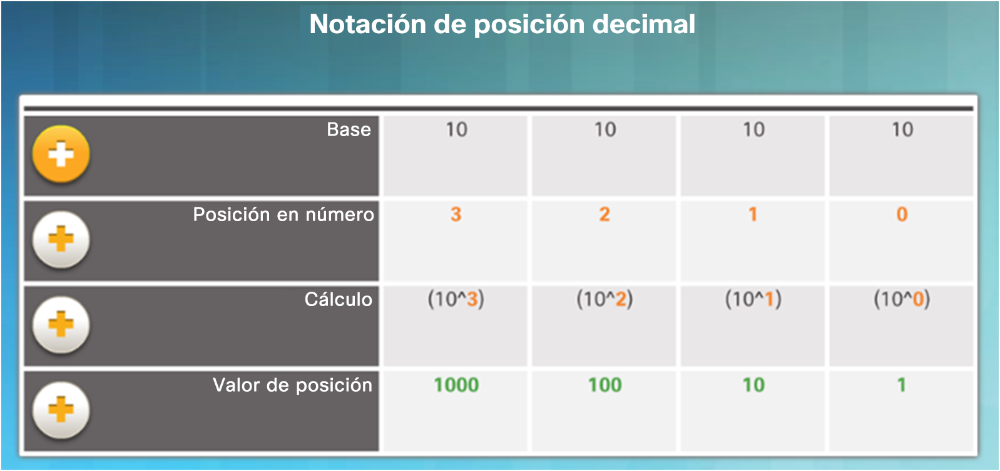 Notación de posición decimal
Base 10 10 10 10
Posición en número 3 2 1 0
Cálculo (10^3) (10^2) (10^1) (10^0)
Valor de posición 1000 100 10 1